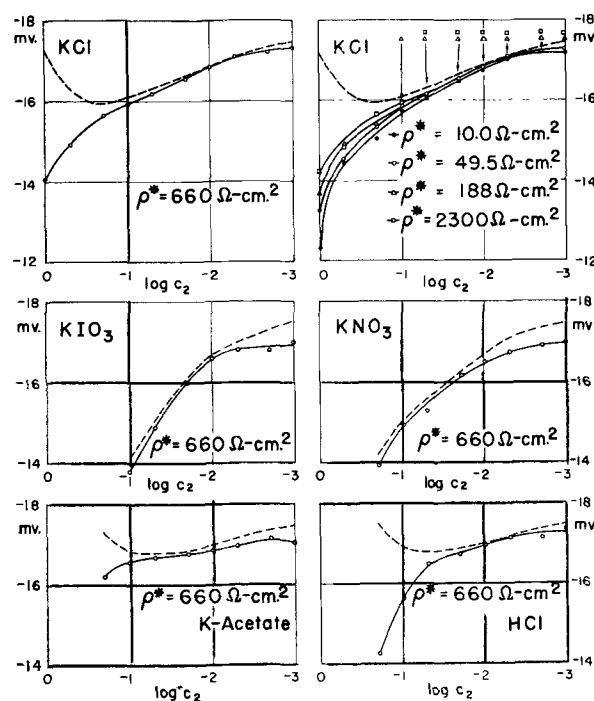 -18
mv.
KCl
-16
-14
ρ*=660 Ω-cm.²
-12
0
-1
-2
-3
log c₂
-18
mv.
KCl
-16
ρ* = 10.0 Ω-cm.²
ρ* = 49.5 Ω-cm.²
ρ* = 188 Ω-cm.²
ρ* = 2300 Ω-cm.²
-14
-12
0
-1
-2
-3
log c₂
-18
mv.
KIO₃
-16
ρ*=660 Ω-cm.²
-14
0
-1
-2
-3
log c₂
-18
mv.
KNO₃
-16
ρ*=660 Ω-cm.²
-14
0
-1
-2
-3
log c₂
-18
mv.
-16
ρ*=660 Ω-cm.²
K-Acetate
-14
0
-1
-2
-3
log c₂
-18
mv.
-16
ρ*=660 Ω-cm.²
HCl
-14
0
-1
-2
-3
log c₂